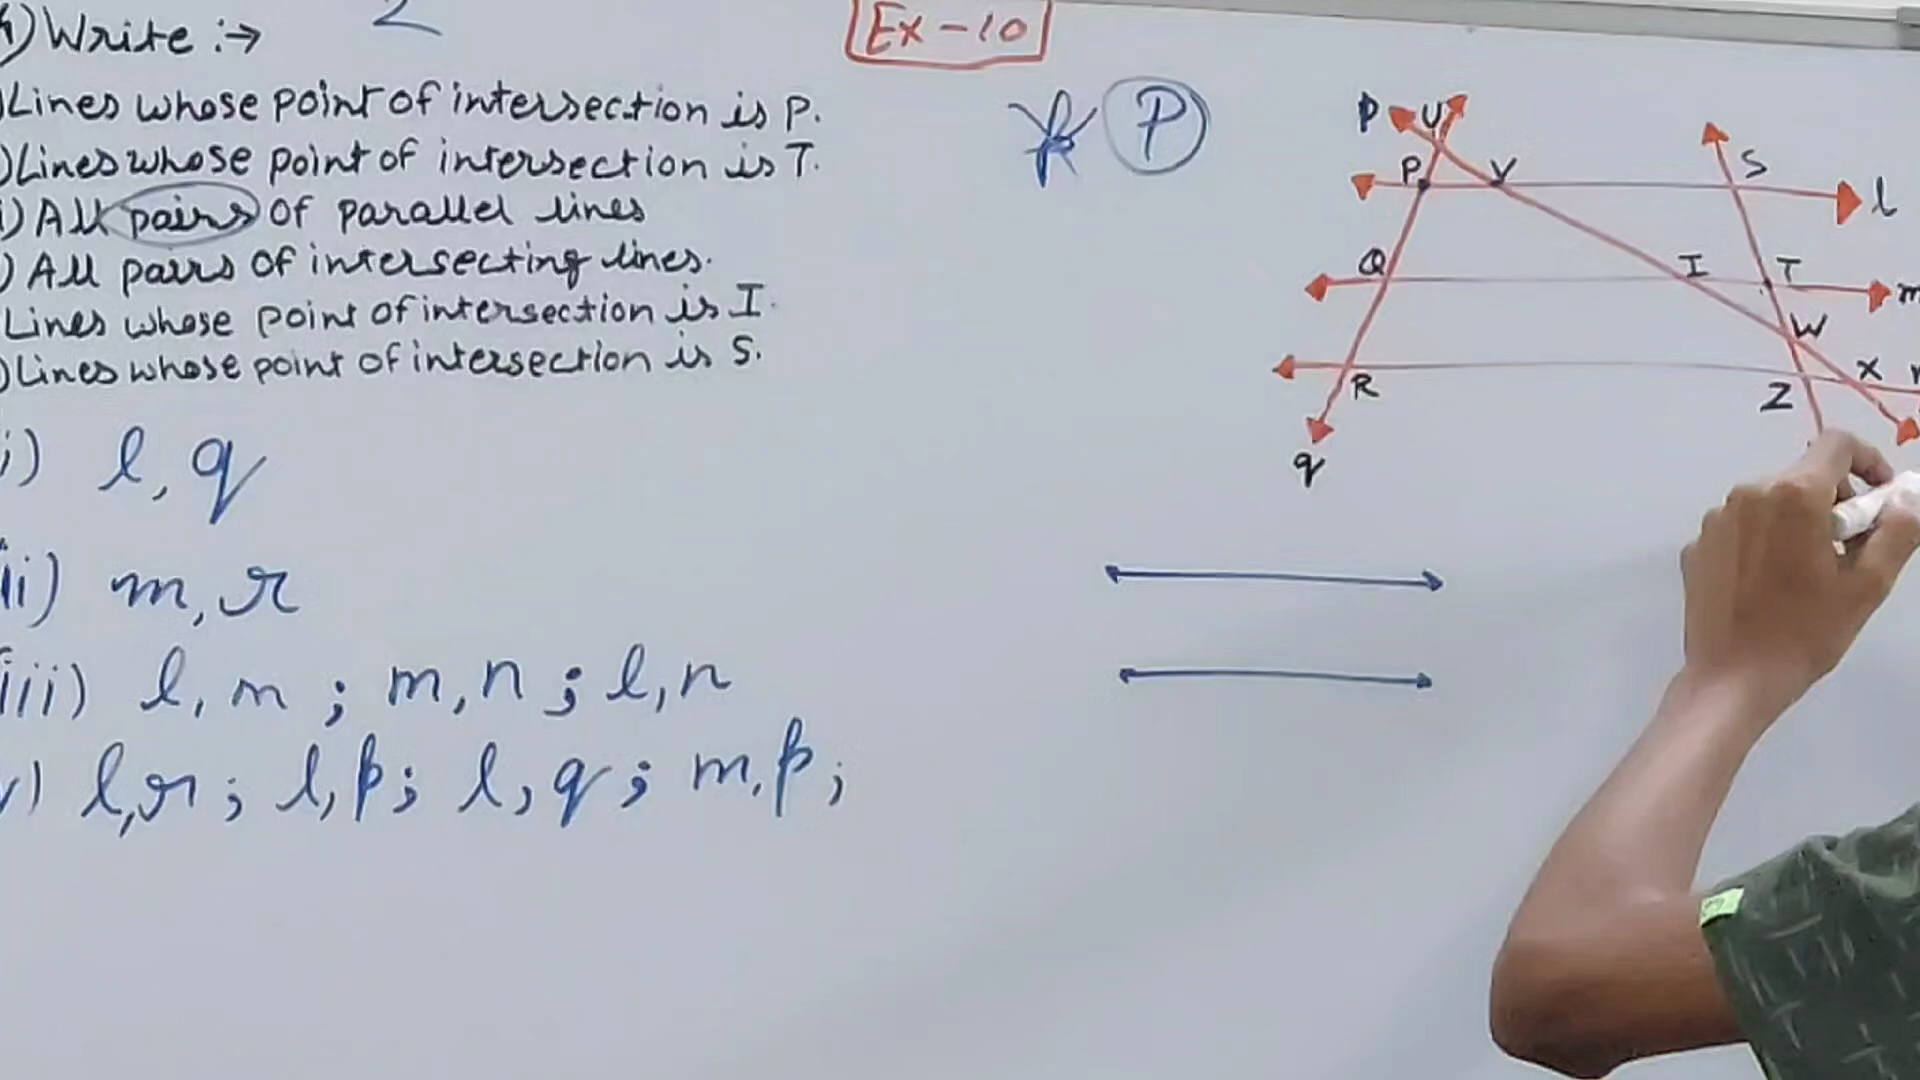 Write :→
Ex-10
Lines whose point of intersection is P.
Lines whose point of intersection is T.
i) All pairs of parallel lines
) All pairs of intersecting lines.
Lines whose point of intersection is I.
)Lines whose point of intersection is S.
i) l, q
ii) m, r
iii) l, m ; m, n ; l, n
v) l, r ; l, p ; l, q ; m, p ;
P
p U
P V S l
Q I T m
W
R Z X
q